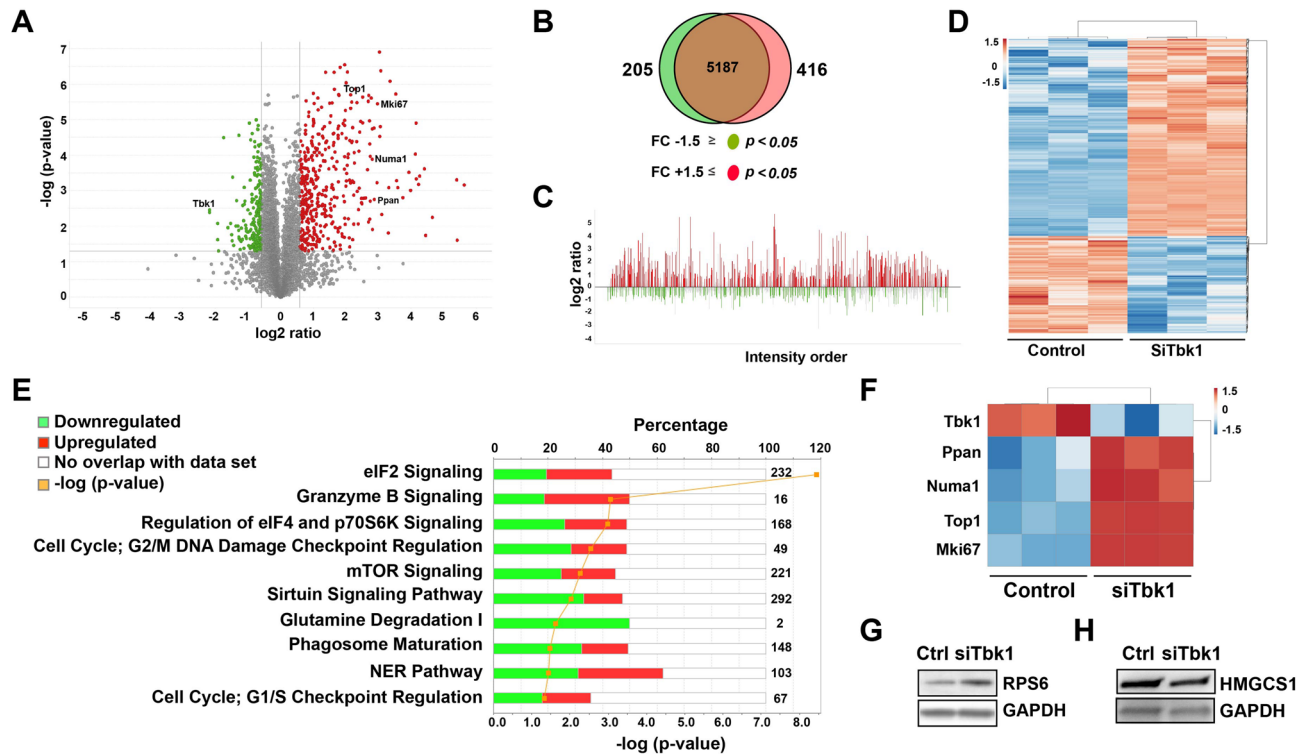 A
-log (p-value)
7
6
5
4
3
2
1
0
Top1
Mki67
Numa1
Ppan
Tbk1
-5 -5 -4 -3 -2 -1 0 1 2 3 4 5 6
log2 ratio
B
205 5187 416
FC -1.5 ≥ p < 0.05
FC +1.5 ≤ p < 0.05
C
log2 ratio
5
4
3
2
1
0
-1
-2
-3
-4
Intensity order
D
1.5
0
-1.5
Control SiTbk1
E
Downregulated
Upregulated
No overlap with data set
-log (p-value)
Percentage
0 20 40 60 80 100 120
eIF2 Signaling 232
Granzyme B Signaling 16
Regulation of eIF4 and p70S6K Signaling 168
Cell Cycle; G2/M DNA Damage Checkpoint Regulation 49
mTOR Signaling 221
Sirtuin Signaling Pathway 292
Glutamine Degradation I 2
Phagosome Maturation 148
NER Pathway 103
Cell Cycle; G1/S Checkpoint Regulation 67
0.0 1.0 2.0 3.0 4.0 5.0 6.0 7.0 8.0
-log (p-value)
F
1.5
0
-1.5
Tbk1
Ppan
Numa1
Top1
Mki67
Control siTbk1
G
Ctrl siTbk1
RPS6
GAPDH
H
Ctrl siTbk1
HMGCS1
GAPDH